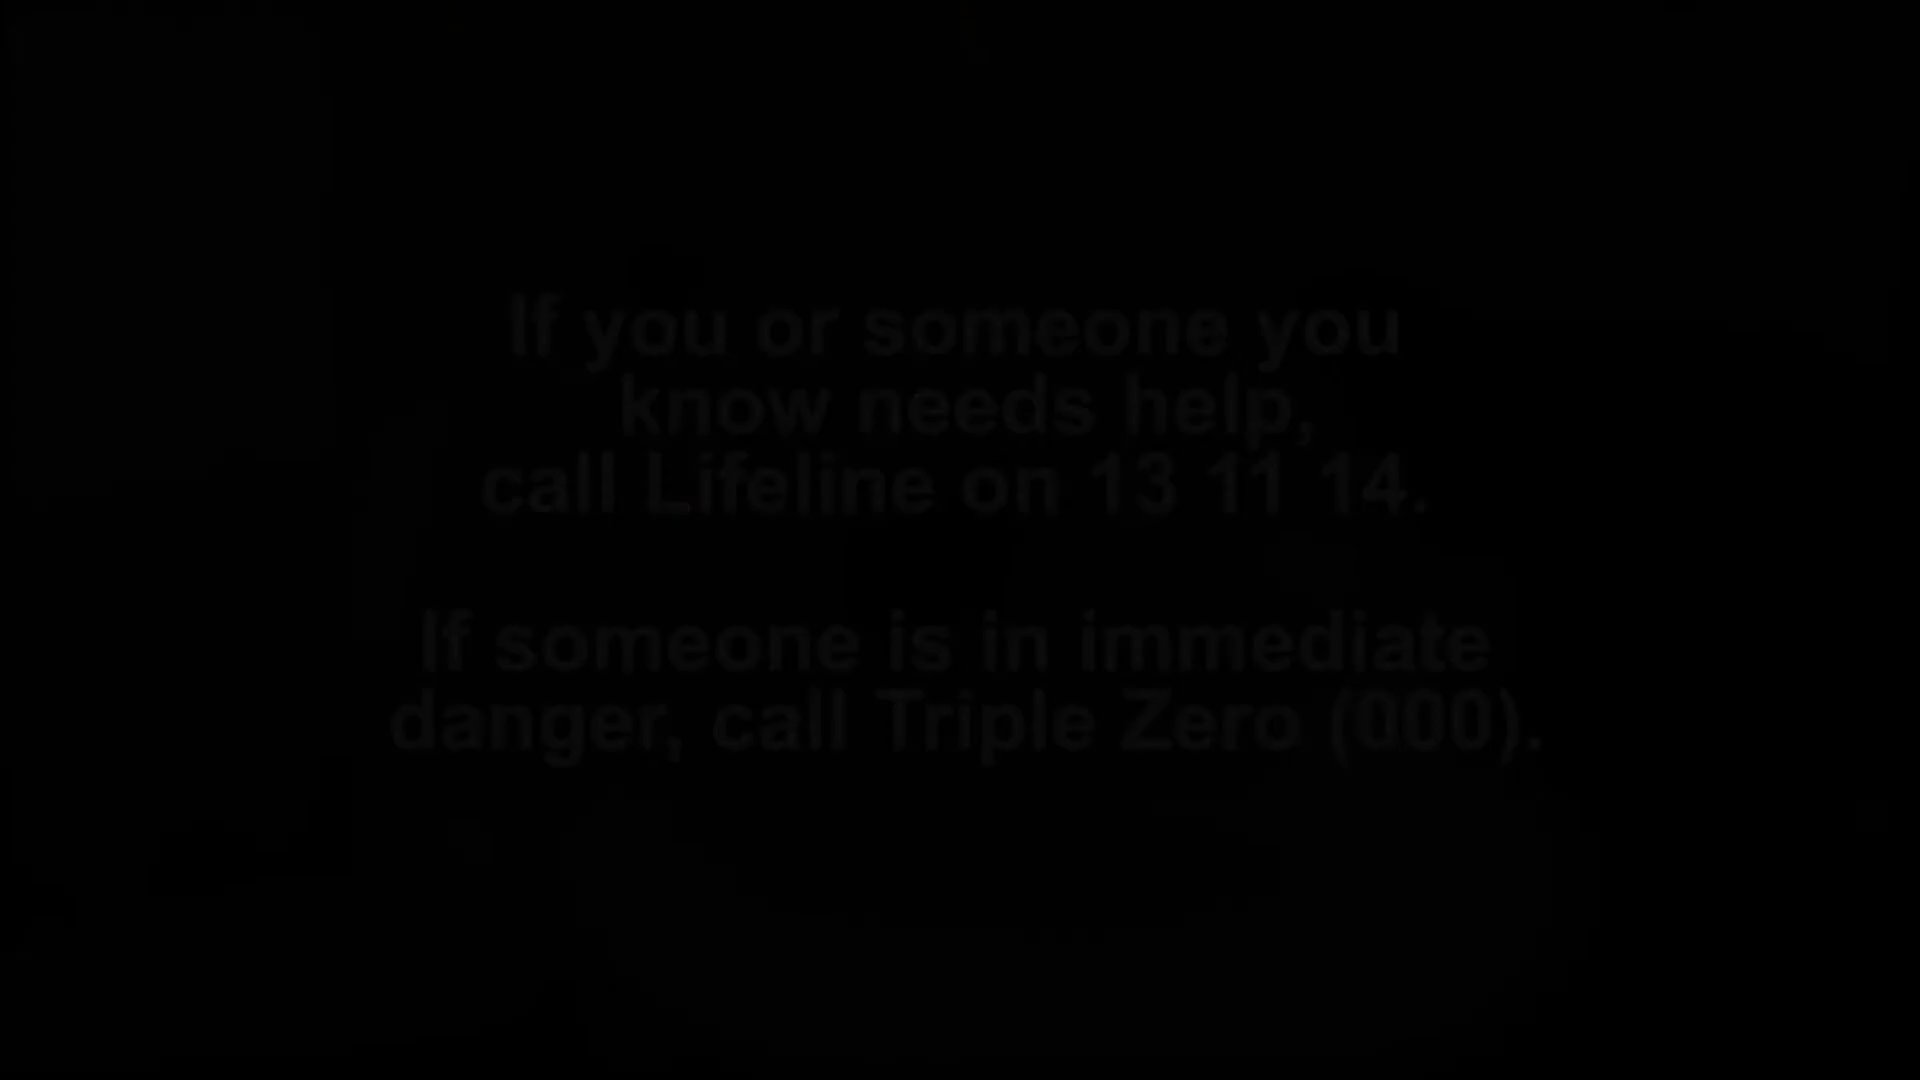 If you or someone you
know needs help,
call Lifeline on 13 11 14.
If someone is in immediate
danger, call Triple Zero (000).